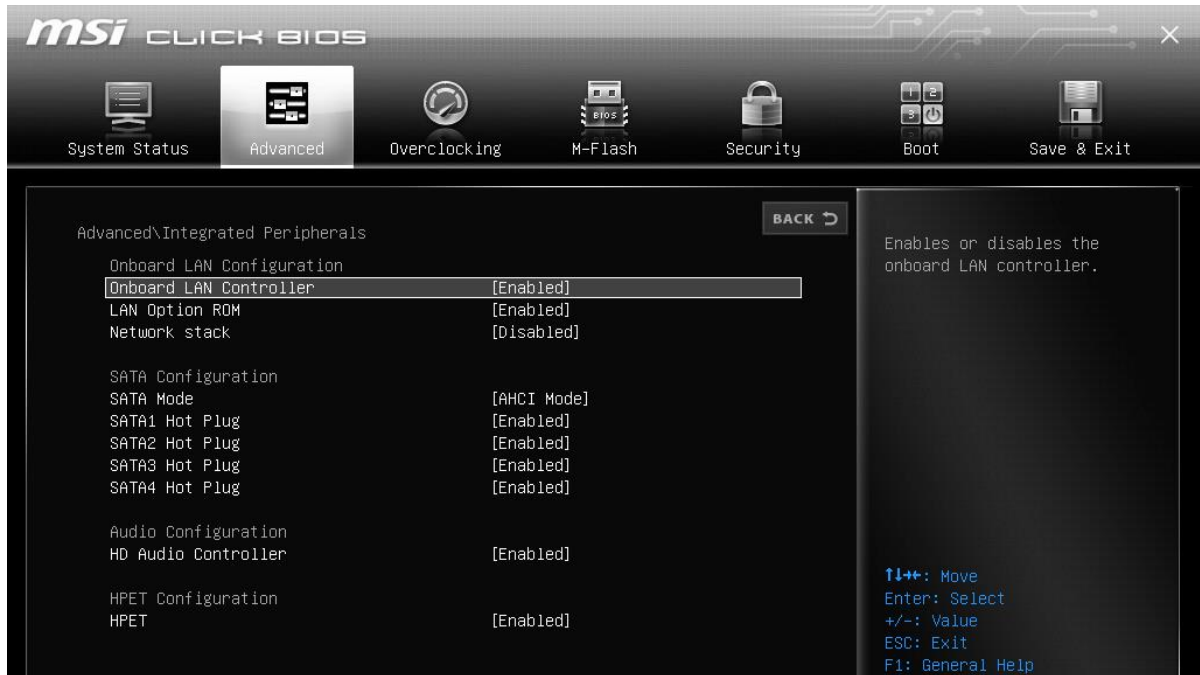 msi CLICK BIOS
System Status
Advanced
Overclocking
BIOS
M-Flash
Security
1 2
3
Boot
Save & Exit
Advanced\Integrated Peripherals
BACK
Onboard LAN Configuration
Onboard LAN Controller [Enabled]
LAN Option ROM [Enabled]
Network stack [Disabled]
SATA Configuration
SATA Mode [AHCI Mode]
SATA1 Hot Plug [Enabled]
SATA2 Hot Plug [Enabled]
SATA3 Hot Plug [Enabled]
SATA4 Hot Plug [Enabled]
Audio Configuration
HD Audio Controller [Enabled]
HPET Configuration
HPET [Enabled]
Enables or disables the
onboard LAN controller.
↑↓→←: Move
Enter: Select
+/-: Value
ESC: Exit
F1: General Help